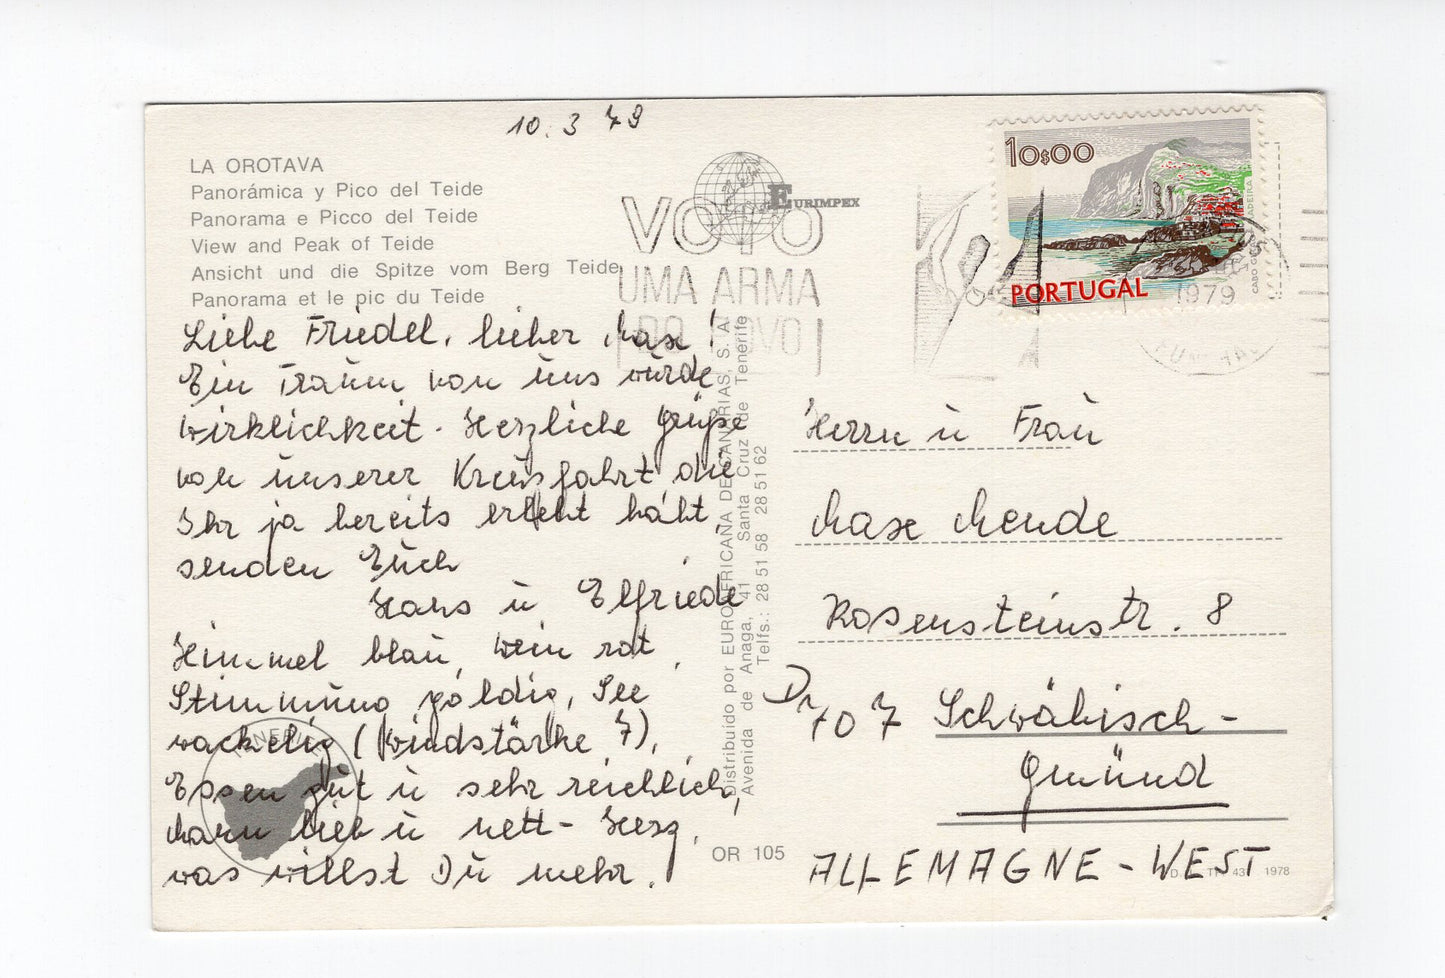 10. 3 79
LA OROTAVA
Panorámica y Pico del Teide
Panorama e Picco del Teide
View and Peak of Teide
Ansicht und die Spitze vom Berg Teide
Panorama et le pic du Teide
Liebe Friedel, lieber Max!
Ein Traum von uns wurde
Wirklichkeit. Herzliche Grüße
von unserer Kreuzfahrt, die
Ihr ja bereits erlebt habt,
senden Euch
Hans u Elfriede
Himmel blau, Wein rot,
Stimmung goldig, See
wackelig (Windstärke 7),
Essen gut u sehr reichlich,
Mann lieb u nett - Herz,
was willst Du mehr.
TENERIFE
EURIMPEX
VOTO
UMA ARMA
DO POVO
Distribuido por EUROAFRICANA DE CANARIAS, S. A.
Avenida de Anaga, 41 Santa Cruz de Tenerife
Telfs.: 28 51 58 28 51 62
OR 105
10$00
PORTUGAL
MADEIRA
1979
FUNCHAL
Herrn u Frau
Max Mende
Rosensteinstr. 8
D 707 Schwäbisch-
Gmünd
ALLEMAGNE-WEST
1978